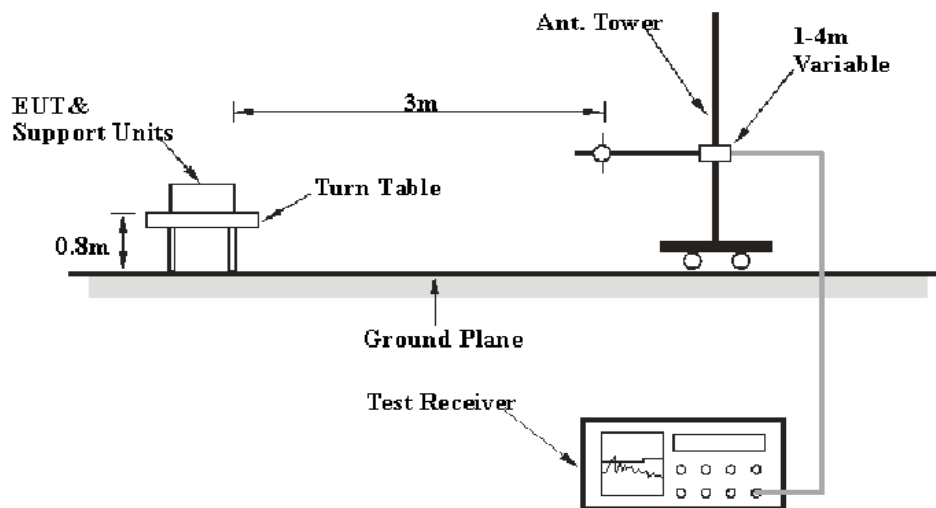 Ant. Tower
1-4m
Variable
EUT&
Support Units
3m
Turn Table
0.8m
Ground Plane
Test Receiver